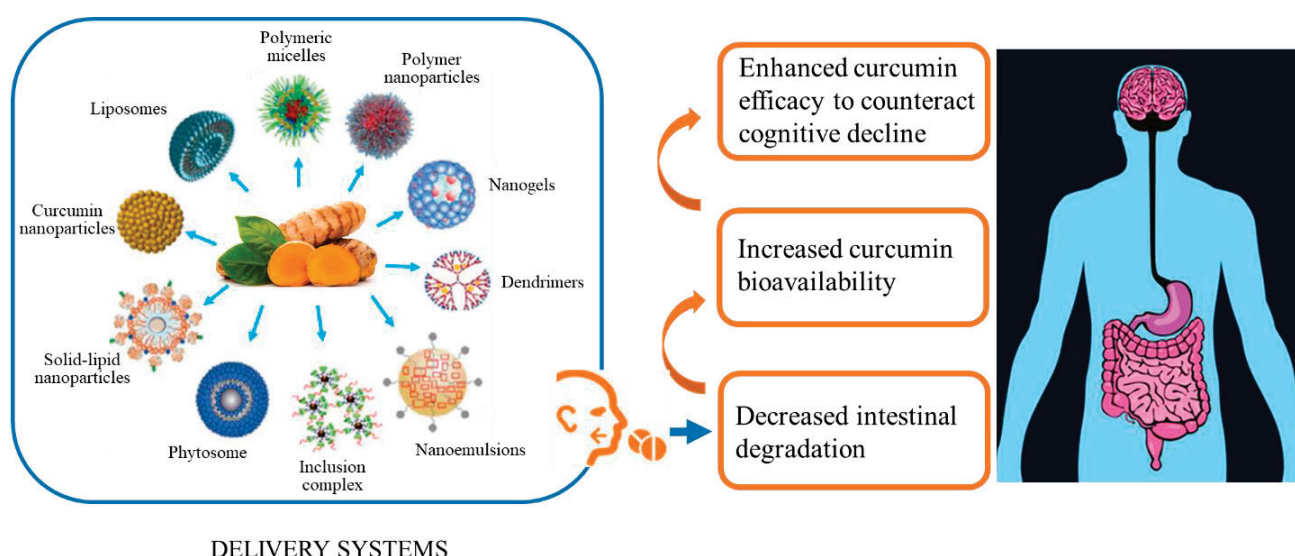 Polymeric
micelles
Polymer
nanoparticles
Liposomes
Nanogels
Curcumin
nanoparticles
Dendrimers
Solid-lipid
nanoparticles
Phytosome
Inclusion
complex
Nanoemulsions
DELIVERY SYSTEMS
Enhanced curcumin
efficacy to counteract
cognitive decline
Increased curcumin
bioavailability
Decreased intestinal
degradation